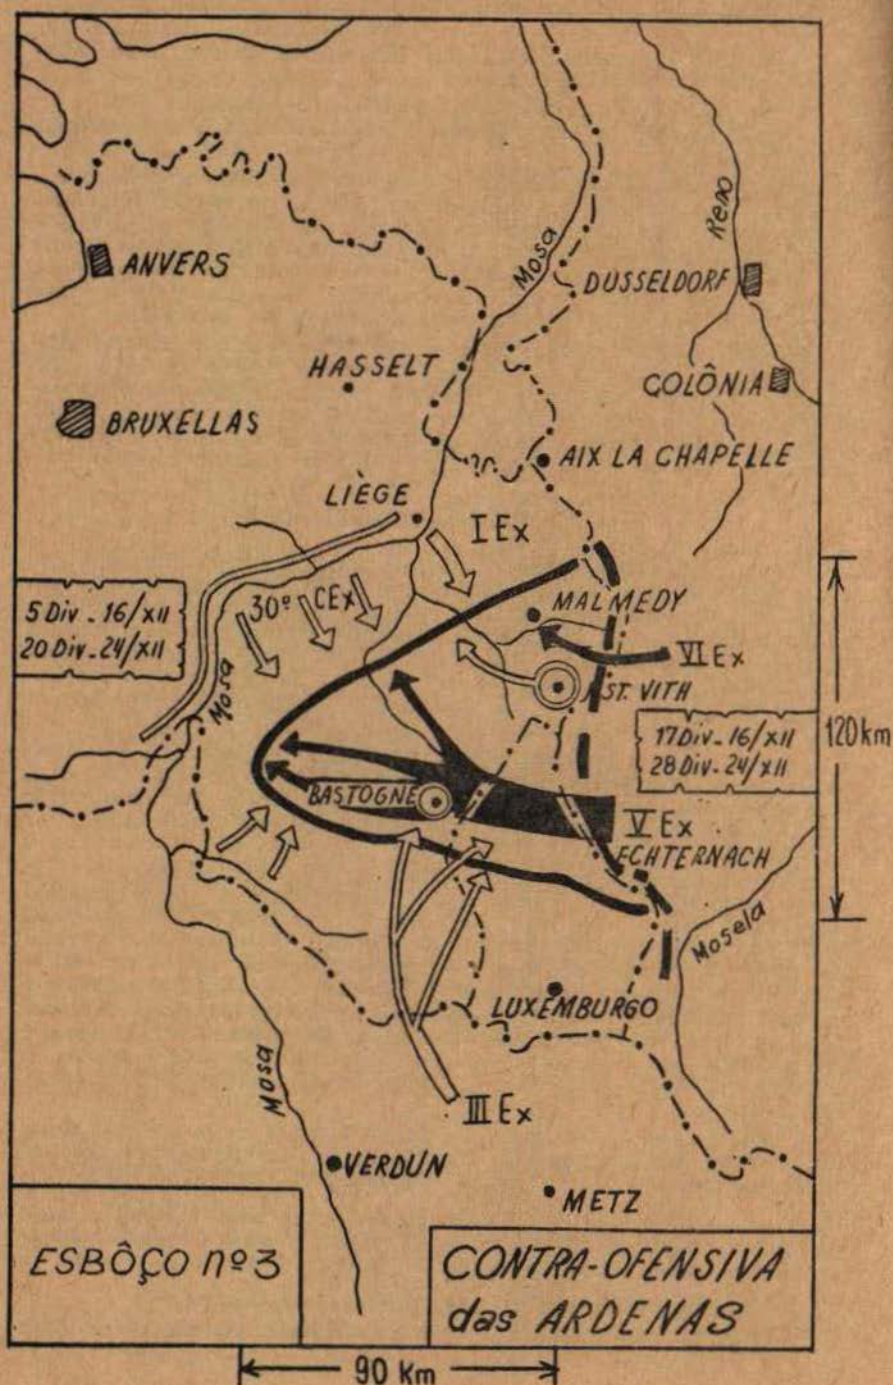 Reno
Mosa
ANVERS
DUSSELDORF
HASSELT
COLÔNIA
BRUXELLAS
AIX LA CHAPELLE
LIÈGE
I Ex
5 Div - 16/XII
20 Div - 24/XII
30º CEx
MALMEDY
VI Ex
Mosa
ST. VITH
17 Div - 16/XII
28 Div - 24/XII
120 km
BASTOGNE
V Ex
ECHTERNACH
Mosela
LUXEMBURGO
Mosa
III Ex
VERDUN
METZ
ESBÔÇO nº 3
CONTRA-OFENSIVA
das ARDENAS
90 Km